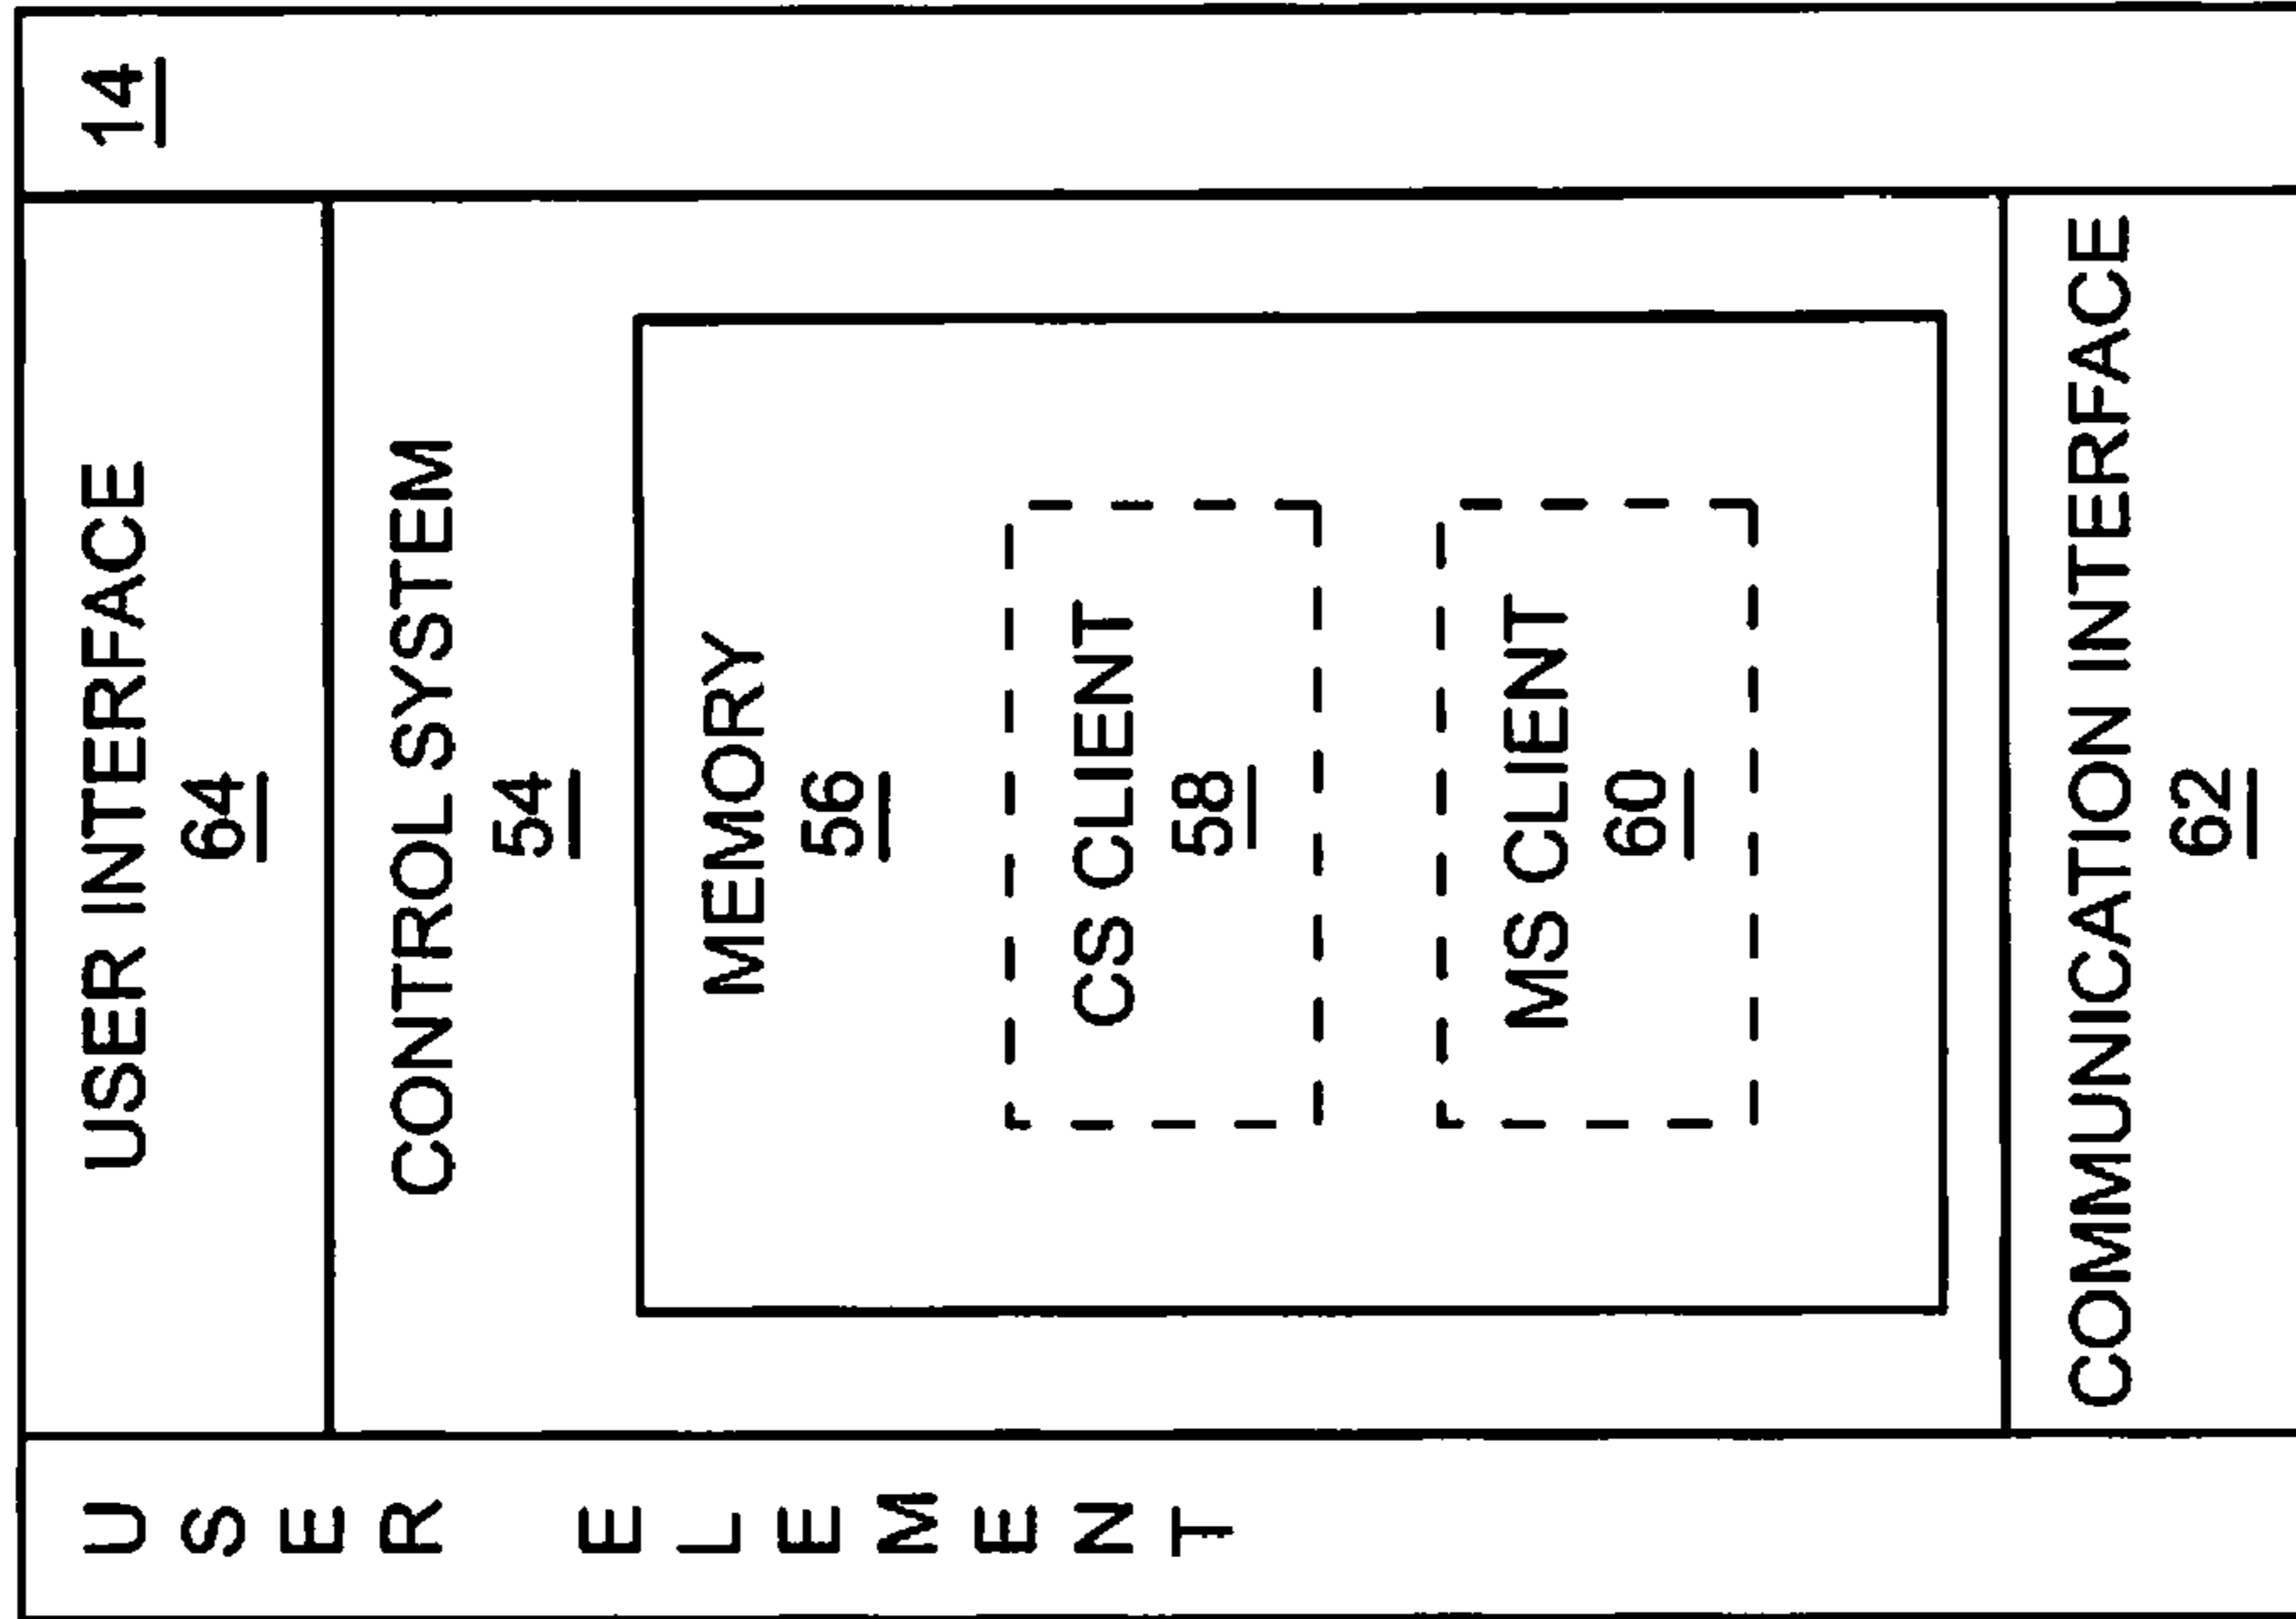 USER ELEMENT
USER INTERFACE
64
CONTROL SYSTEM
54
MEMORY
56
CS CLIENT
58
MS CLIENT
60
COMMUNICATION INTERFACE
62
14